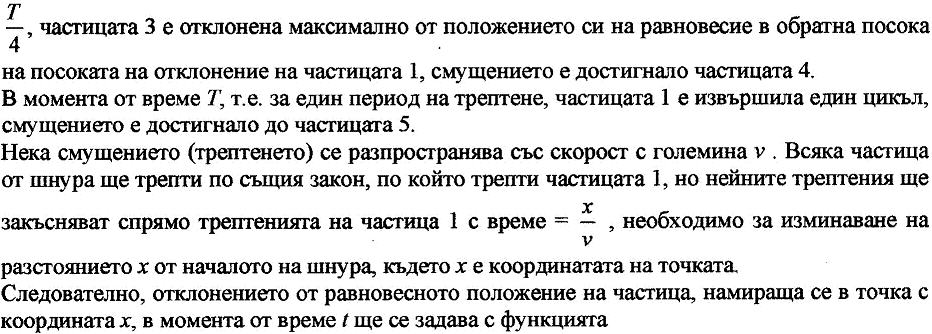 T/4, частицата 3 е отклонена максимално от положението си на равновесие в обратна посока
на посоката на отклонение на частицата 1, смущението е достигнало частицата 4.
В момента от време T, т.е. за един период на трептене, частицата 1 е извършила един цикъл,
смущението е достигнало до частицата 5.
Нека смущението (трептенето) се разпространява със скорост с големина v . Всяка частица
от шнура ще трепти по същия закон, по който трепти частицата 1, но нейните трептения ще
закъсняват спрямо трептенията на частица 1 с време = x/v , необходимо за изминаване на
разстоянието x от началото на шнура, където x е координатата на точката.
Следователно, отклонението от равновесното положение на частица, намираща се в точка с
координата x, в момента от време t ще се задава с функцията